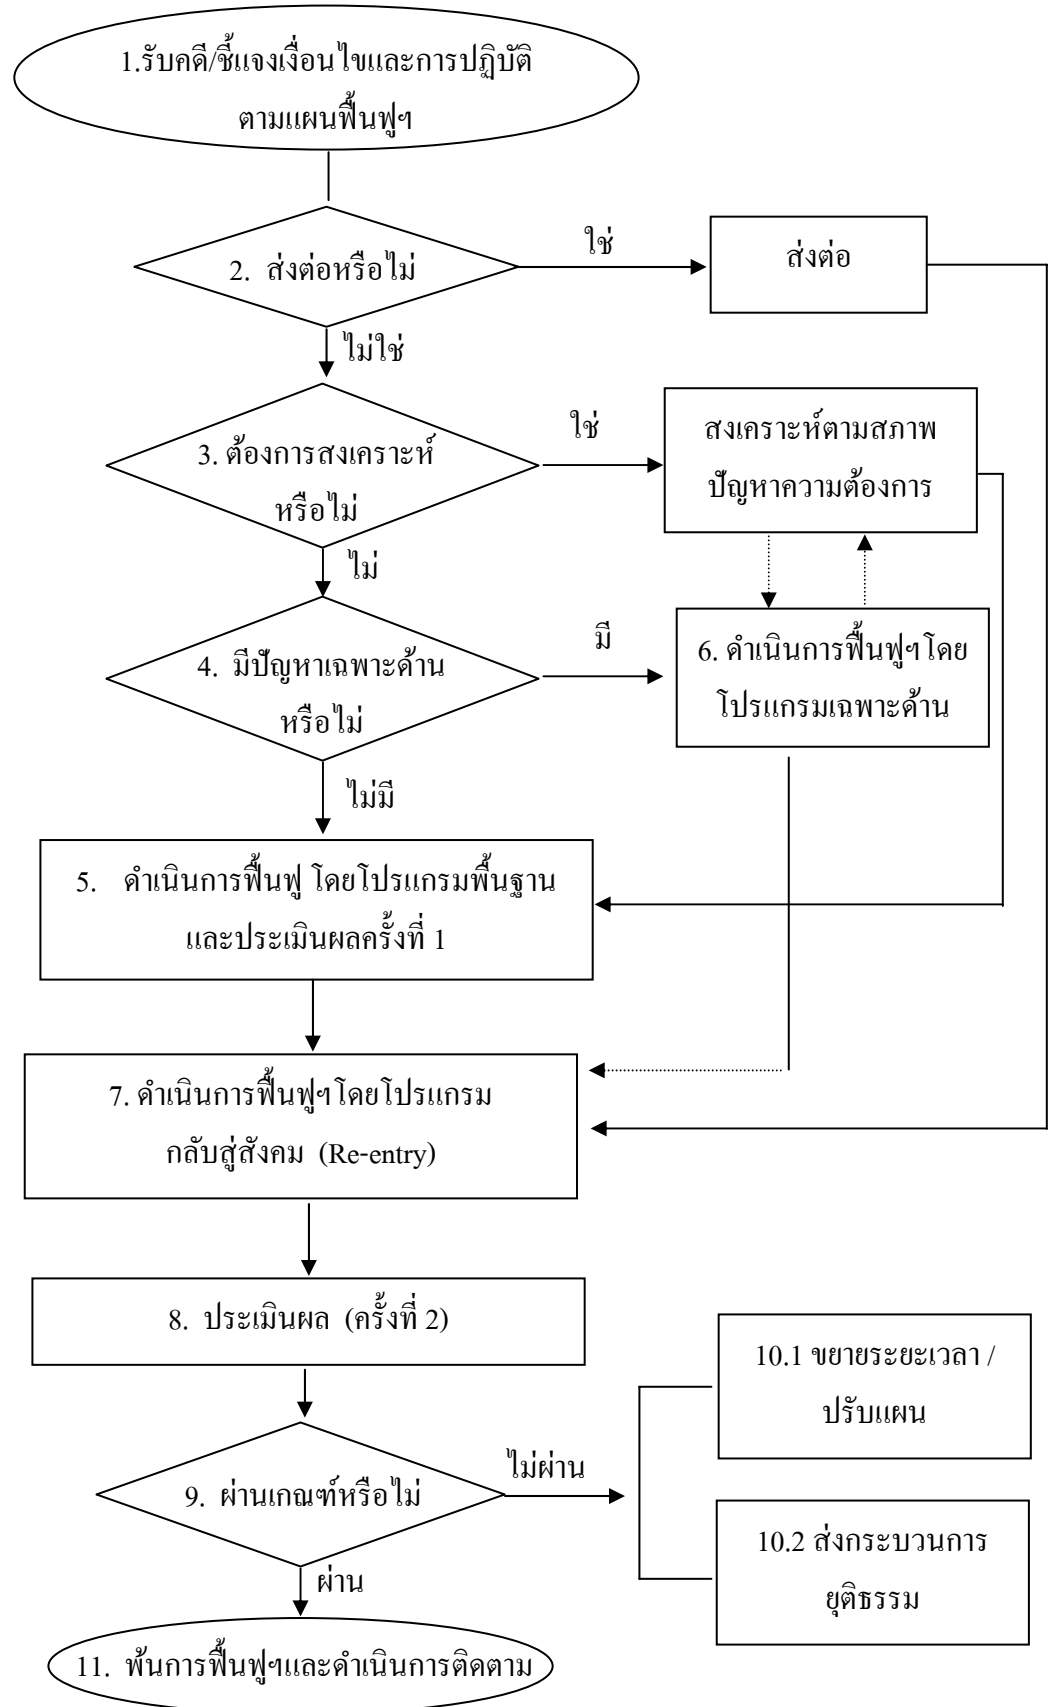 1.รับคดี/ชี้แจงเงื่อนไขและการปฏิบัติ
ตามแผนฟื้นฟูฯ
2. ส่งต่อหรือไม่
ใช่
ส่งต่อ
ไม่ใช่
3. ต้องการสงเคราะห์
หรือไม่
ใช่
สงเคราะห์ตามสภาพ
ปัญหาความต้องการ
ไม่
4. มีปัญหาเฉพาะด้าน
หรือไม่
มี
6. ดำเนินการฟื้นฟูฯโดย
โปรแกรมเฉพาะด้าน
ไม่มี
5. ดำเนินการฟื้นฟู โดยโปรแกรมพื้นฐาน
และประเมินผลครั้งที่ 1
7. ดำเนินการฟื้นฟูฯโดยโปรแกรม
กลับสู่สังคม (Re-entry)
8. ประเมินผล (ครั้งที่ 2)
9. ผ่านเกณฑ์หรือไม่
ไม่ผ่าน
10.1 ขยายระยะเวลา /
ปรับแผน
10.2 ส่งกระบวนการ
ยุติธรรม
ผ่าน
11. พ้นการฟื้นฟูฯและดำเนินการติดตาม